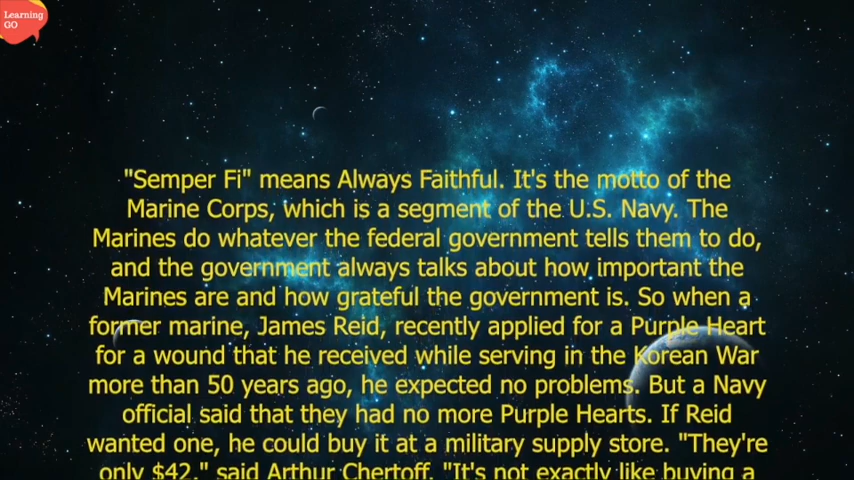 Learning
GO
"Semper Fi" means Always Faithful. It's the motto of the
Marine Corps, which is a segment of the U.S. Navy. The
Marines do whatever the federal government tells them to do,
and the government always talks about how important the
Marines are and how grateful the government is. So when a
former marine, James Reid, recently applied for a Purple Heart
for a wound that he received while serving in the Korean War
more than 50 years ago, he expected no problems. But a Navy
official said that they had no more Purple Hearts. If Reid
wanted one, he could buy it at a military supply store. "They're
only $42," said Arthur Chertoff. "It's not exactly like buying a